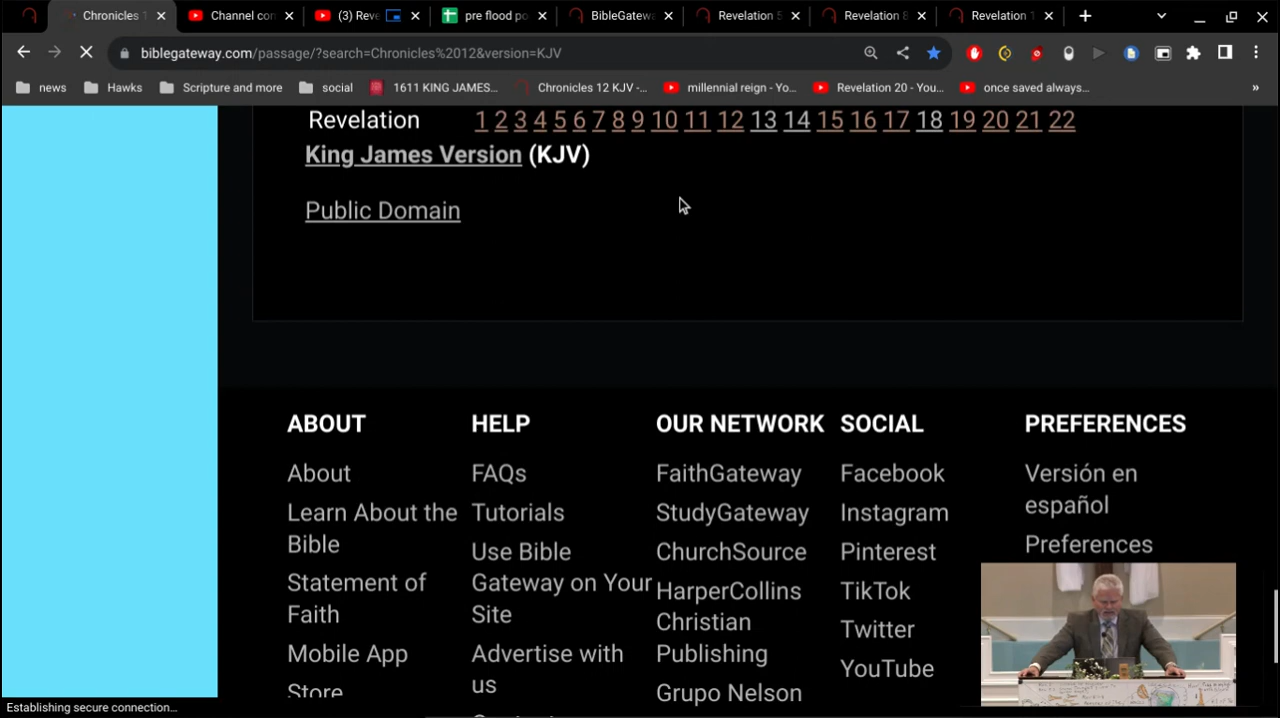 Chronicles 1
Channel con
(3) Reve
pre flood po
BibleGatewa
Revelation 5
Revelation 8
Revelation 1
biblegateway.com/passage/?search=Chronicles%2012&version=KJV
news
Hawks
Scripture and more
social
1611 KING JAMES...
Chronicles 12 KJV -...
millennial reign - Yo...
Revelation 20 - You...
once saved always...
»
Revelation 1 2 3 4 5 6 7 8 9 10 11 12 13 14 15 16 17 18 19 20 21 22
King James Version (KJV)
Public Domain
ABOUT
About
Learn About the
Bible
Statement of
Faith
Mobile App
Store
HELP
FAQs
Tutorials
Use Bible
Gateway on Your
Site
Advertise with
us
OUR NETWORK
FaithGateway
StudyGateway
ChurchSource
HarperCollins
Christian
Publishing
Grupo Nelson
SOCIAL
Facebook
Instagram
Pinterest
TikTok
Twitter
YouTube
PREFERENCES
Versión en
español
Preferences
Establishing secure connection...